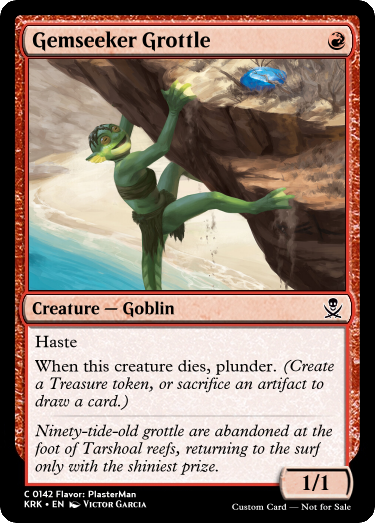 Gemseeker Grottle
Creature — Goblin
Haste
When this creature dies, plunder. (Create
a Treasure token, or sacrifice an artifact to
draw a card.)
Ninety-tide-old grottle are abandoned at the
foot of Tarshoal reefs, returning to the surf
only with the shiniest prize.
1/1
C 0142 Flavor: PlasterMan
KRK • EN Victor Garcia
Custom Card — Not for Sale